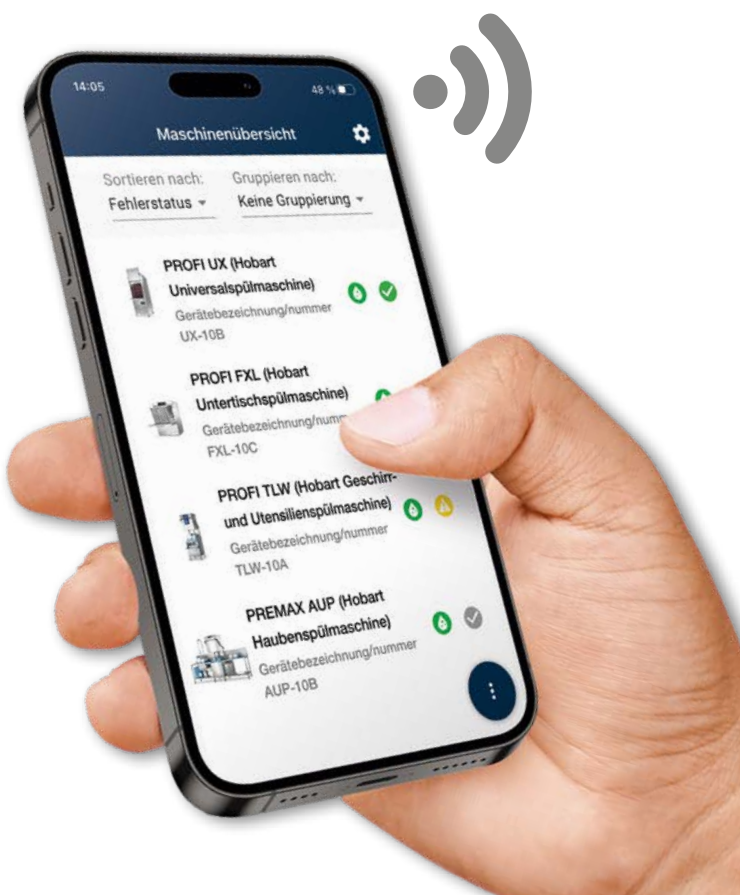 14:05
48 %
Maschinenübersicht
Sortieren nach:
Gruppieren nach:
Fehlerstatus
Keine Gruppierung
PROFI UX (Hobart
Universalspülmaschine)
Gerätebezeichnung/nummer
UX-10B
PROFI FXL (Hobart
Untertischspülmaschine)
Gerätebezeichnung/numm
FXL-10C
PROFI TLW (Hobart Geschirr-
und Utensilienspülmaschine)
Gerätebezeichnung/nummer
TLW-10A
PREMAX AUP (Hobart
Haubenspülmaschine)
Gerätebezeichnung/nummer
AUP-10B